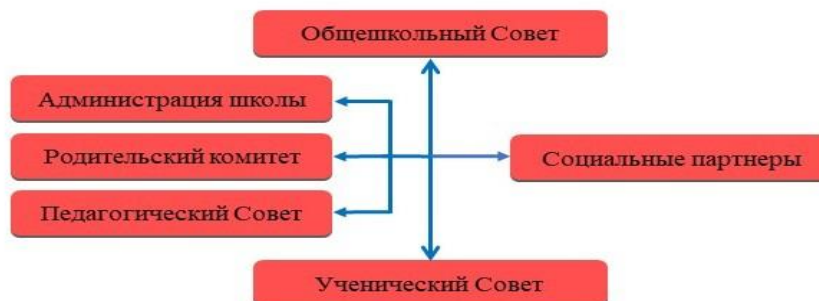 Общешкольный Совет
Администрация школы
Родительский комитет
Социальные партнеры
Педагогический Совет
Ученический Совет